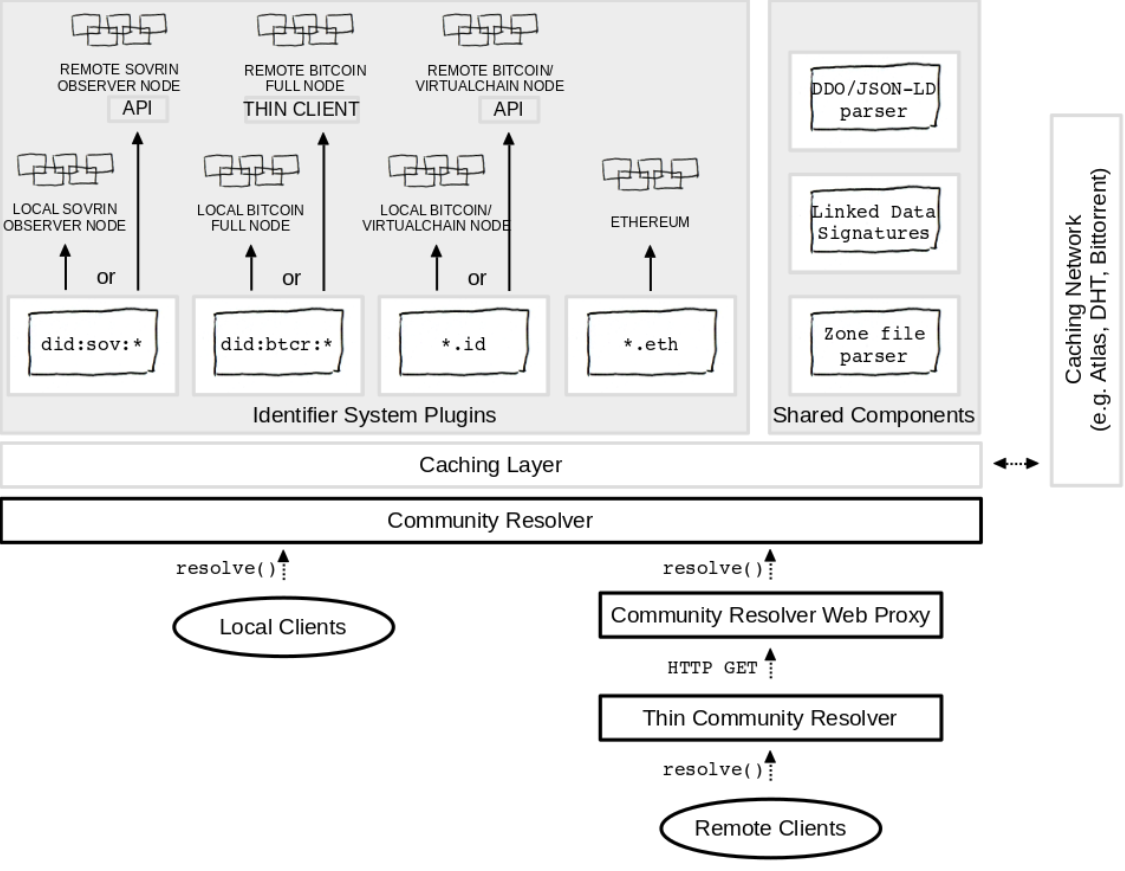 REMOTE SOVRIN
OBSERVER NODE
API
REMOTE BITCOIN
FULL NODE
THIN CLIENT
REMOTE BITCOIN/
VIRTUALCHAIN NODE
API
LOCAL SOVRIN
OBSERVER NODE
or
LOCAL BITCOIN
FULL NODE
or
LOCAL BITCOIN/
VIRTUALCHAIN NODE
or
ETHEREUM
did:sov:*
did:btcr:*
*.id
*.eth
Identifier System Plugins
DDO/JSON-LD
parser
Linked Data
Signatures
Zone file
parser
Shared Components
Caching Network
(e.g. Atlas, DHT, Bittorrent)
Caching Layer
Community Resolver
resolve()
Local Clients
resolve()
Community Resolver Web Proxy
HTTP GET
Thin Community Resolver
resolve()
Remote Clients